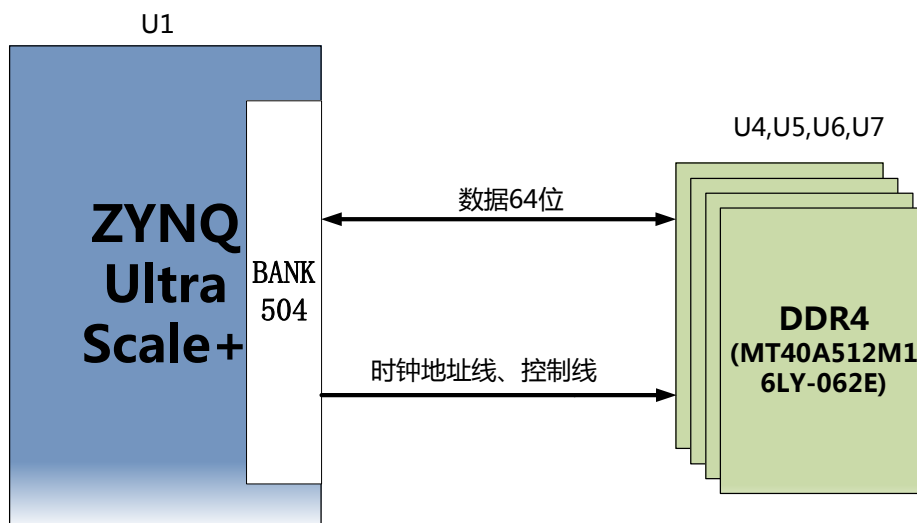 U1
U4,U5,U6,U7
数据64位
ZYNQ
Ultra
Scale+
BANK
504
时钟地址线、控制线
DDR4
(MT40A512M1
6LY-062E)